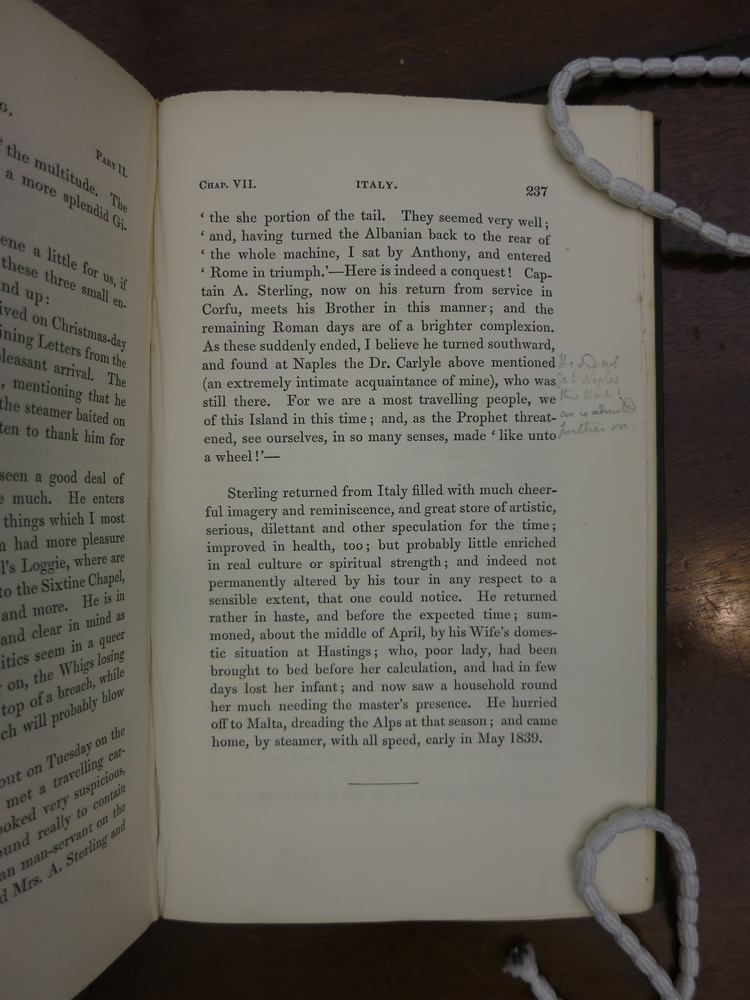 G.
PART II.
f the multitude. The
a more splendid Gi-
ene a little for us, if
these three small en-
nd up:
ived on Christmas-day
ining Letters from the
leasant arrival. The
, mentioning that he
the steamer baited on
ten to thank him for
seen a good deal of
e much. He enters
things which I most
n had more pleasure
l's Loggie, where are
to the Sixtine Chapel,
and more. He is in
and clear in mind as
itics seem in a queer
on, the Whigs losing
top of a breach, while
ch will probably blow
out on Tuesday on the
met a travelling car-
ooked very suspicious,
ound really to contain
an man-servant on the
d Mrs. A. Sterling and
CHAP. VII. ITALY. 237
‘ the she portion of the tail. They seemed very well;
‘ and, having turned the Albanian back to the rear of
‘ the whole machine, I sat by Anthony, and entered
‘ Rome in triumph.’—Here is indeed a conquest! Cap-
tain A. Sterling, now on his return from service in
Corfu, meets his Brother in this manner; and the
remaining Roman days are of a brighter complexion.
As these suddenly ended, I believe he turned southward,
and found at Naples the Dr. Carlyle above mentioned
(an extremely intimate acquaintance of mine), who was
still there. For we are a most travelling people, we
of this Island in this time; and, as the Prophet threat-
ened, see ourselves, in so many senses, made ‘ like unto
a wheel!’—
He did not
Naples
this time!
as is admitted
further on.
Sterling returned from Italy filled with much cheer-
ful imagery and reminiscence, and great store of artistic,
serious, dilettant and other speculation for the time;
improved in health, too; but probably little enriched
in real culture or spiritual strength; and indeed not
permanently altered by his tour in any respect to a
sensible extent, that one could notice. He returned
rather in haste, and before the expected time; sum-
moned, about the middle of April, by his Wife's domes-
tic situation at Hastings; who, poor lady, had been
brought to bed before her calculation, and had in few
days lost her infant; and now saw a household round
her much needing the master's presence. He hurried
off to Malta, dreading the Alps at that season; and came
home, by steamer, with all speed, early in May 1839.